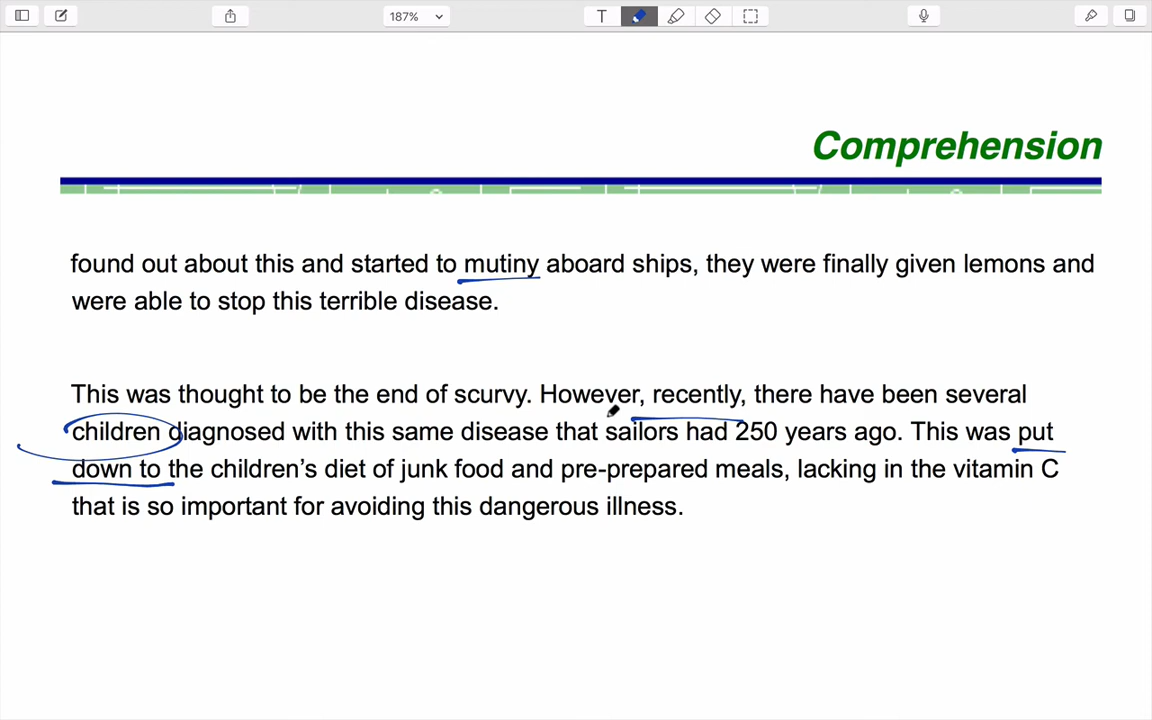 187%
T
Comprehension
found out about this and started to mutiny aboard ships, they were finally given lemons and
were able to stop this terrible disease.
This was thought to be the end of scurvy. However, recently, there have been several
children diagnosed with this same disease that sailors had 250 years ago. This was put
down to the children’s diet of junk food and pre-prepared meals, lacking in the vitamin C
that is so important for avoiding this dangerous illness.